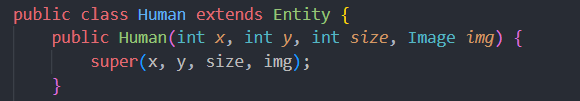 public class Human extends Entity {
    public Human(int x, int y, int size, Image img) {
        super(x, y, size, img);
    }